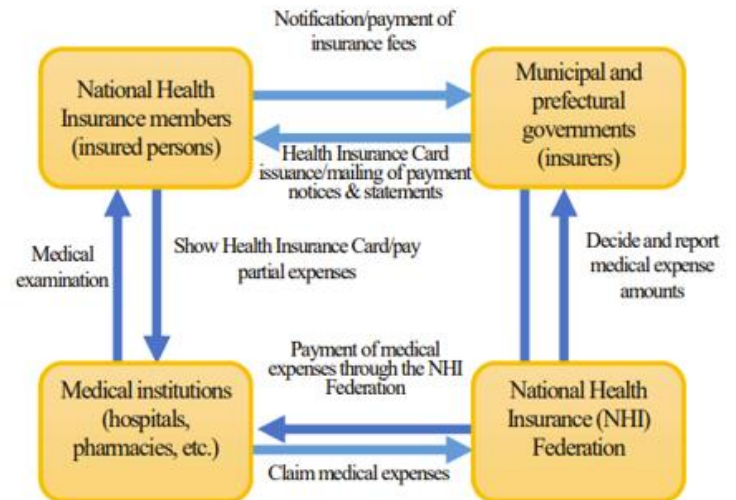 Notification/payment of
insurance fees
National Health
Insurance members
(insured persons)
Municipal and
prefectural
governments
(insurers)
Health Insurance Card
issuance/mailing of payment
notices & statements
Medical
examination
Show Health Insurance Card/pay
partial expenses
Decide and report
medical expense
amounts
Payment of medical
expenses through the NHI
Federation
Medical institutions
(hospitals,
pharmacies, etc.)
National Health
Insurance (NHI)
Federation
Claim medical expenses